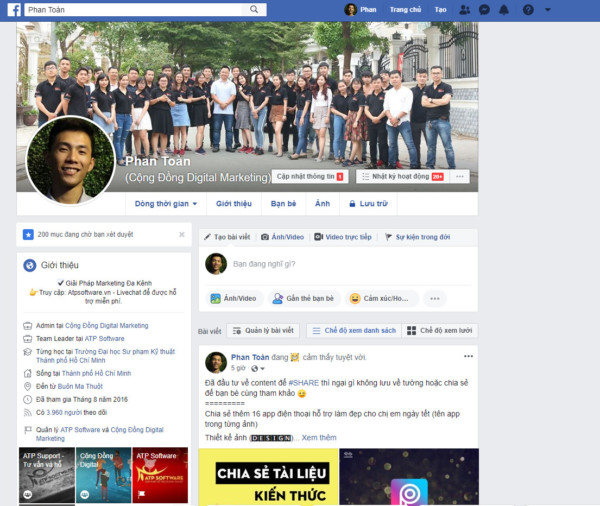 Phan Toàn
Phan Trang chủ Tạo
Phan Toàn
(Cộng Đồng Digital Marketing)
Cập nhật thông tin 1
Nhật ký hoạt động 20+
Dòng thời gian Giới thiệu Bạn bè Ảnh Lưu trữ
200 mục đang chờ bạn xét duyệt
Giới thiệu
Giải Pháp Marketing Đa Kênh
Truy cập: Atpsoftware.vn - Livechat để được hỗ trợ miễn phí.
Admin tại Cộng Đồng Digital Marketing
Team Leader tại ATP Software
Từng học tại Trường Đại học Sư phạm Kỹ thuật
Thành phố Hồ Chí Minh
Sống tại Thành phố Hồ Chí Minh
Đến từ Buôn Ma Thuột
Đã tham gia Tháng 8 2016
Có 3.960 người theo dõi
Quản lý ATP Software và Cộng Đồng Digital
Marketing
ATP Support -
Tư vấn và hỗ
Cộng Đồng
Digital
ATP Software
ATP SOFTWARE
Tạo bài viết Ảnh/Video Video trực tiếp Sự kiện trong đời
Bạn đang nghĩ gì?
Ảnh/Video Gắn thẻ bạn bè Cảm xúc/Ho...
Bài viết Quản lý bài viết Chế độ xem danh sách Chế độ xem lưới
Phan Toàn đang cảm thấy tuyệt vời.
5 giờ
Đã đầu tư về content để #SHARE thì ngại gì không lưu về tường hoặc chia sẻ
để bạn bè cùng tham khảo
=========
Chia sẻ thêm 16 app điện thoại hỗ trợ làm đẹp cho chị em ngày tết (tên app
trong từng ảnh)
Thiết kế ảnh (DESIGN)... Xem thêm
CHIA SẺ TÀI LIỆU
KIẾN THỨC